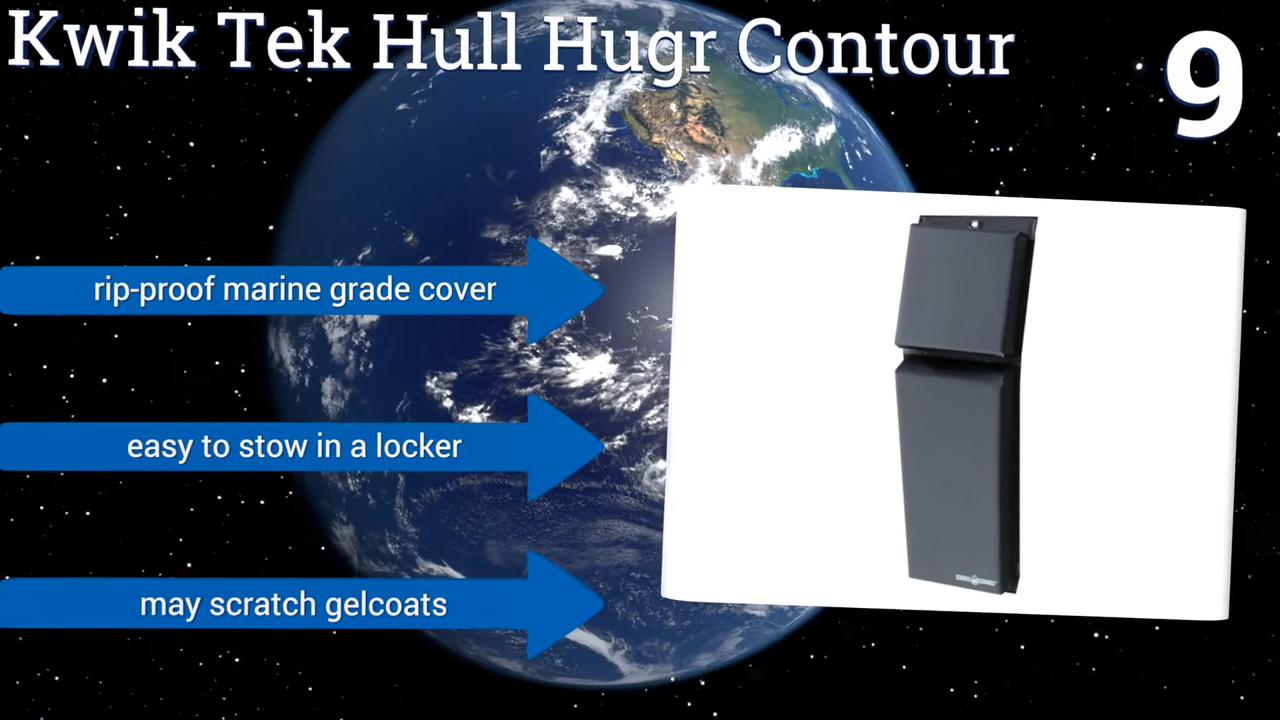 Kwik Tek Hull Hugr Contour
9
rip-proof marine grade cover
easy to stow in a locker
may scratch gelcoats